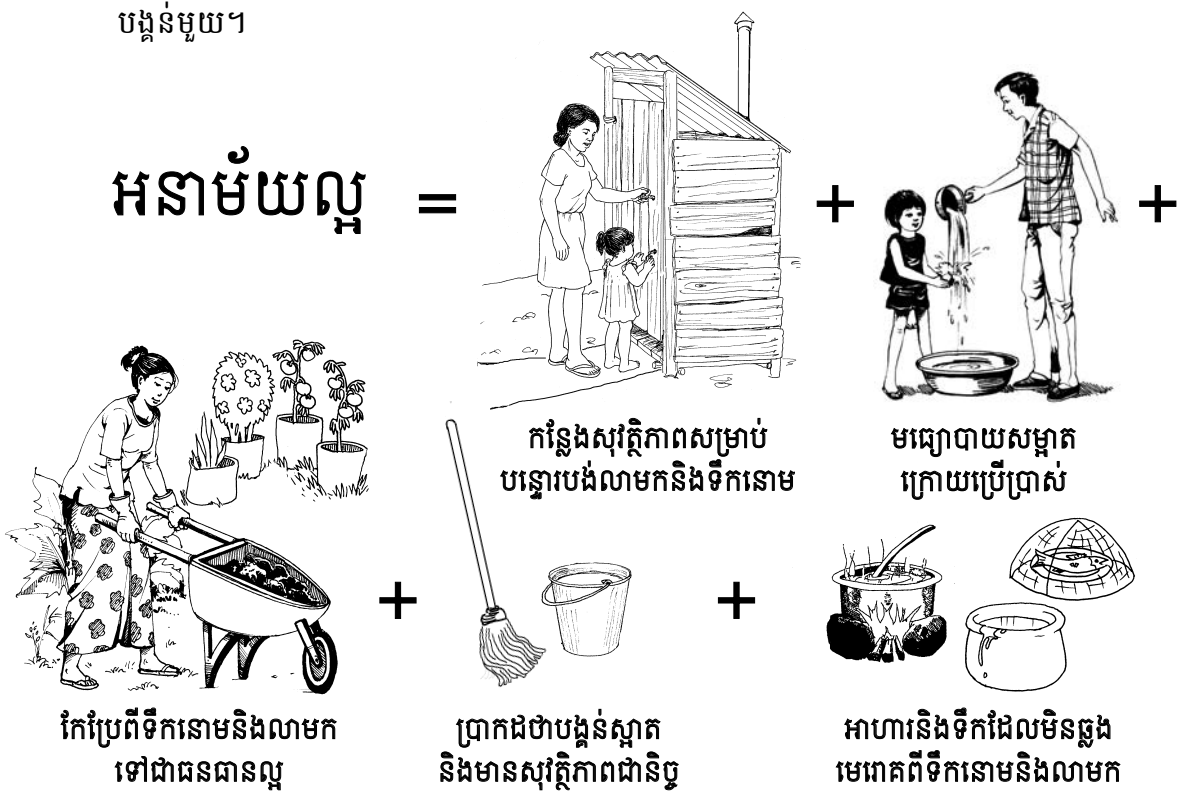 បង្គន់មួយ។
អនាម័យល្អ
=
+
+
កន្លែងសុវត្ថិភាពសម្រាប់
បន្ទោរបង់លាមកនិងទឹកនោម
មធ្យោបាយសម្អាត
ក្រោយប្រើប្រាស់
+
+
កែប្រែពីទឹកនោមនិងលាមក
ទៅជាធនធានល្អ
ប្រាកដថាបង្គន់ស្អាត
និងមានសុវត្ថិភាពជានិច្ច
អាហារនិងទឹកដែលមិនឆ្លង
មេរោគពីទឹកនោមនិងលាមក